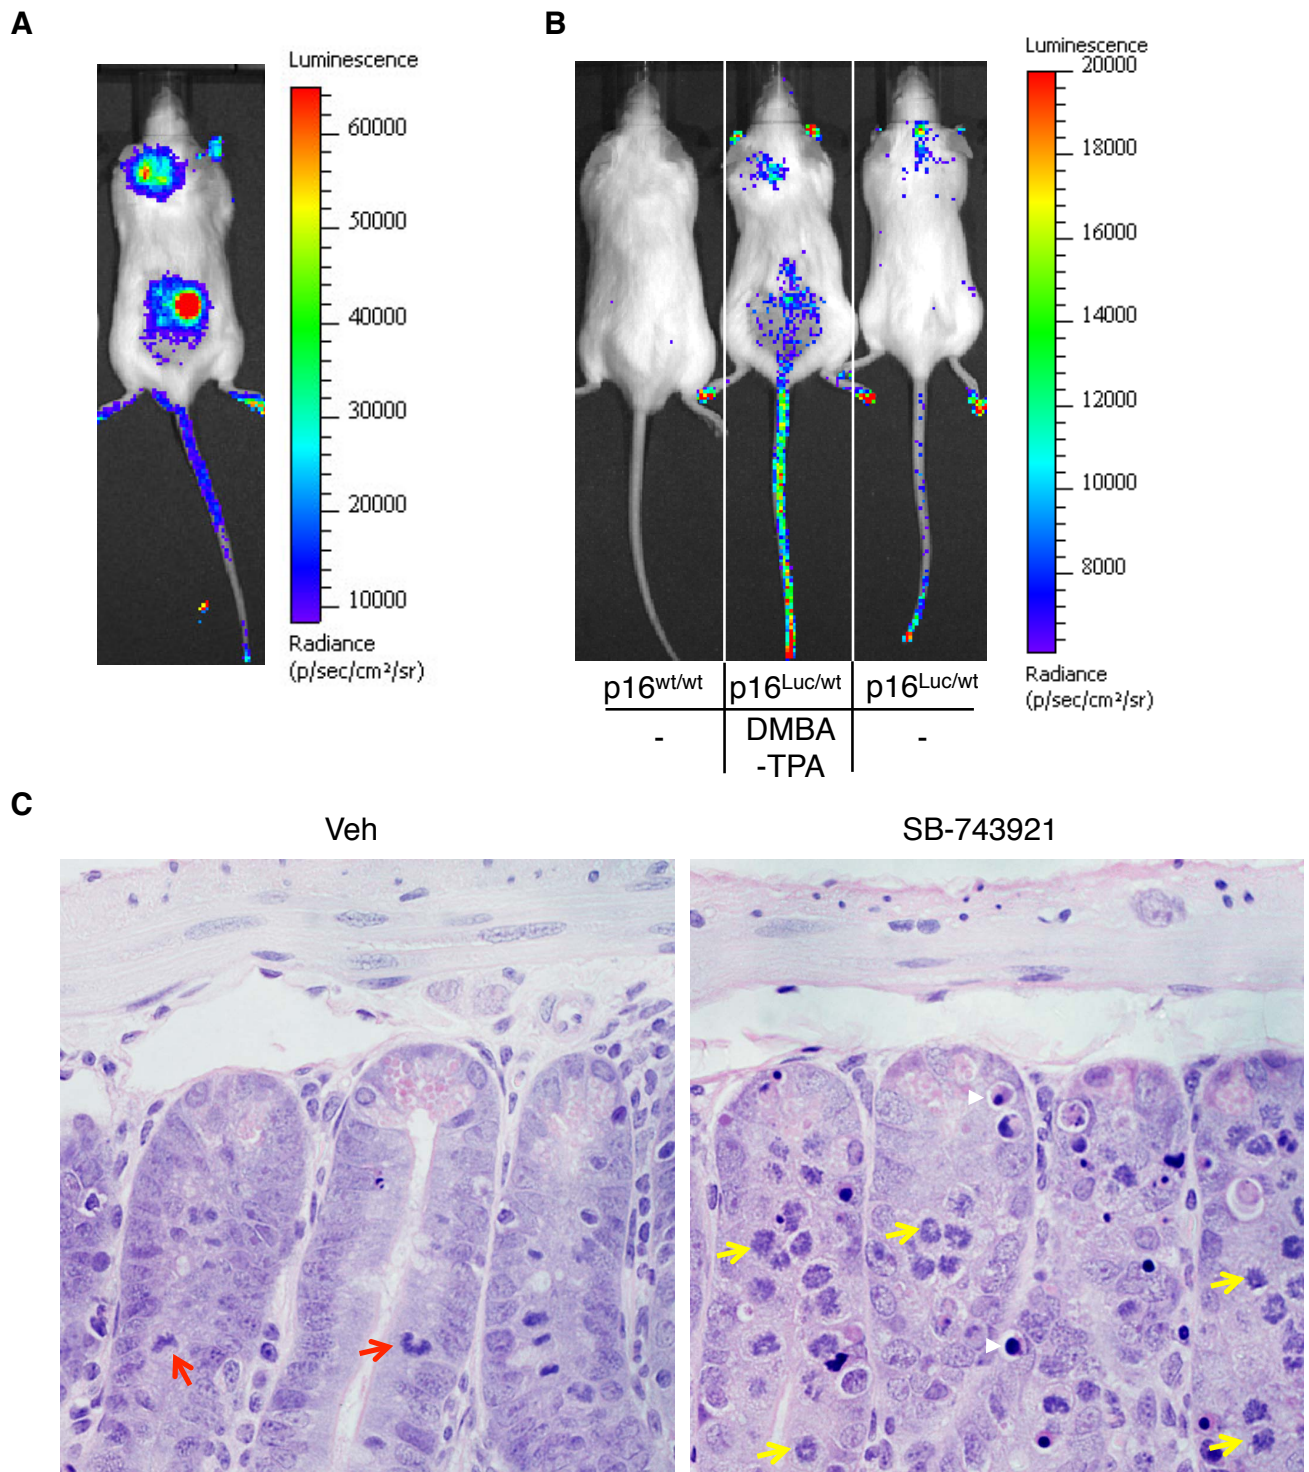 A
Luminescence
60000
50000
40000
30000
20000
10000
Radiance
(p/sec/cm²/sr)
B
Luminescence
20000
18000
16000
14000
12000
10000
8000
Radiance
(p/sec/cm²/sr)
p16wt/wt p16Luc/wt p16Luc/wt
- DMBA -
-TPA
C
Veh SB-743921